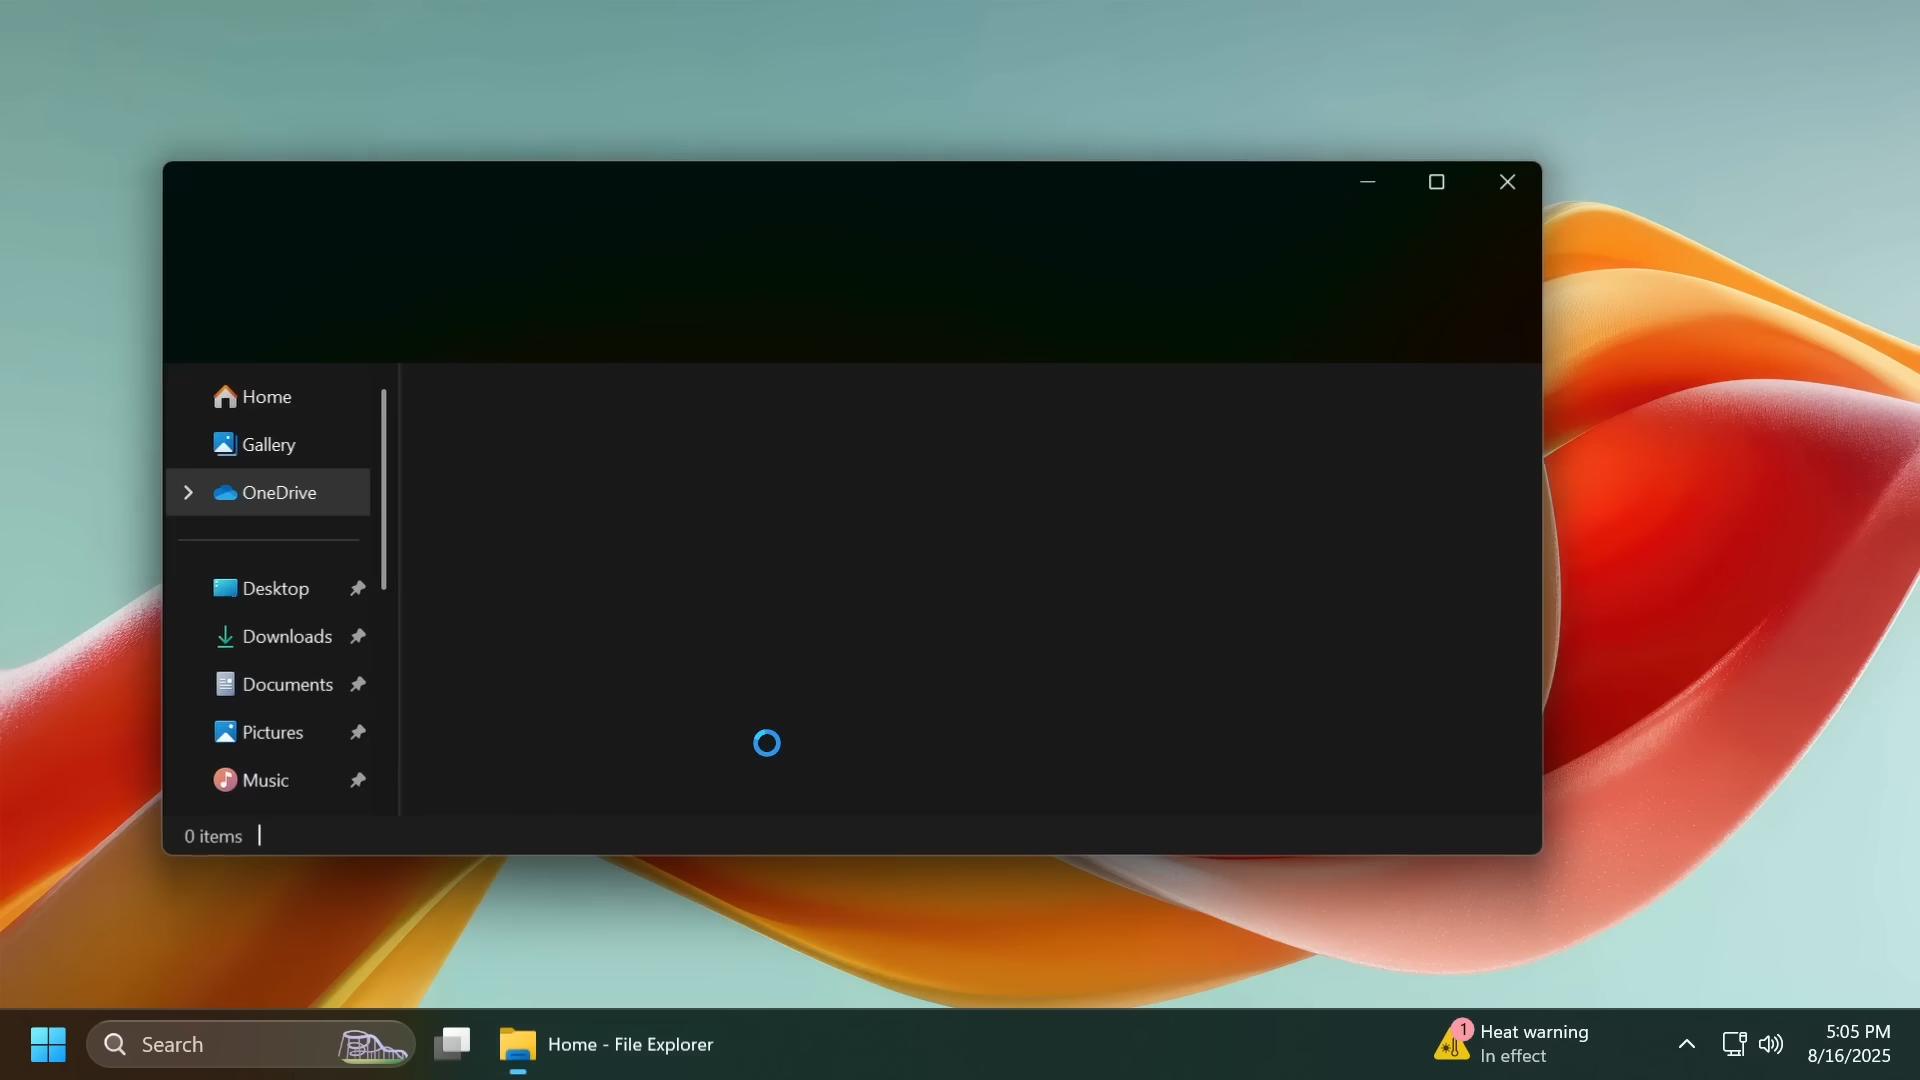 Home
Gallery
OneDrive
Desktop
Downloads
Documents
Pictures
Music
0 items
Search
Home - File Explorer
1
Heat warning
In effect
5:05 PM
8/16/2025